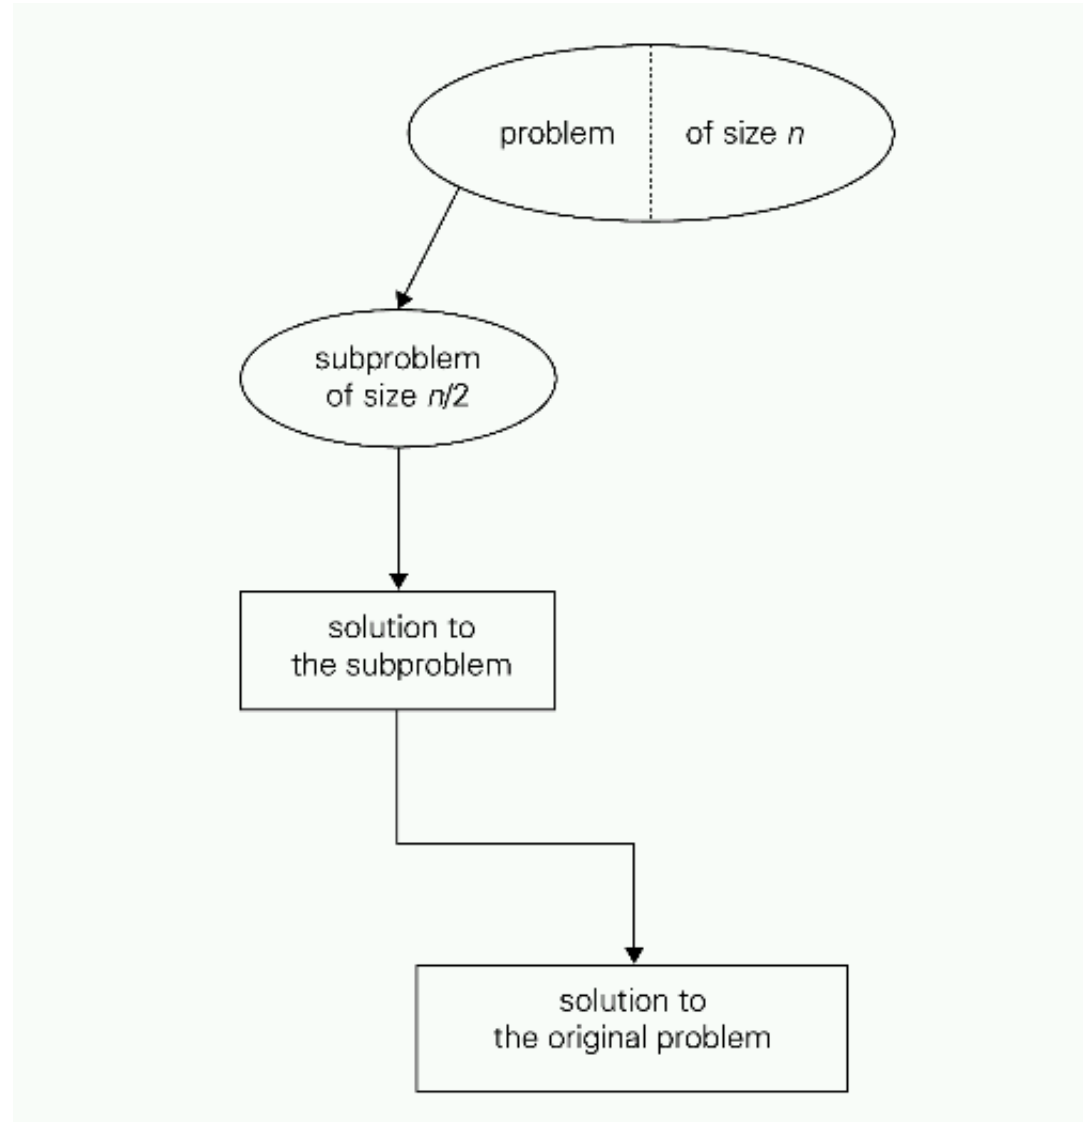 problem of size n
subproblem
of size n/2
solution to
the subproblem
solution to
the original problem